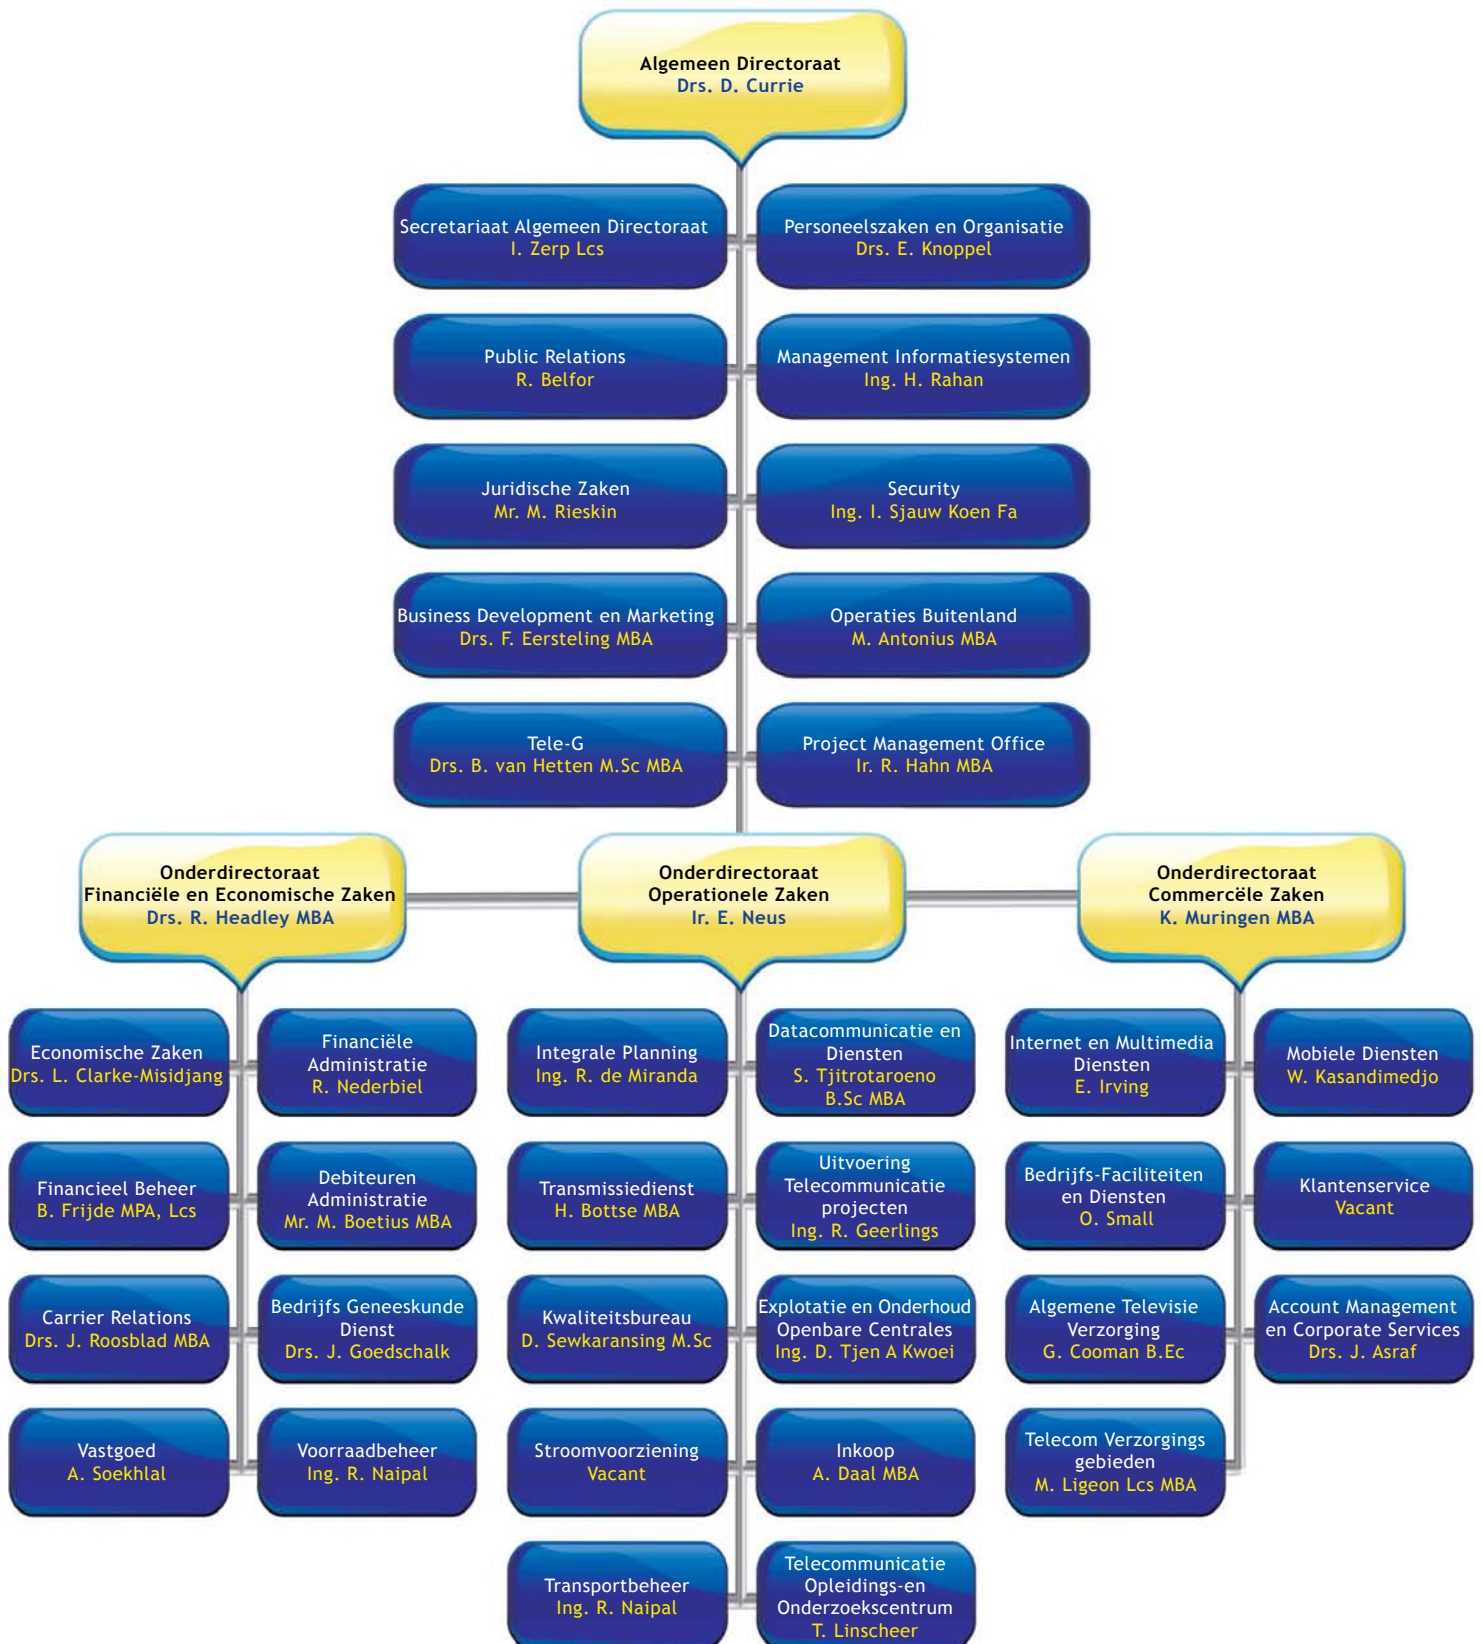 Algemeen Directoraat
Drs. D. Currie
Secretariaat Algemeen Directoraat
I. Zerp Lcs
Personeelszaken en Organisatie
Drs. E. Knoppel
Public Relations
R. Belfor
Management Informatiesystemen
Ing. H. Rahan
Juridische Zaken
Mr. M. Rieskin
Security
Ing. I. Sjauw Koen Fa
Business Development en Marketing
Drs. F. Eersteling MBA
Operaties Buitenland
M. Antonius MBA
Tele-G
Drs. B. van Hetten M.Sc MBA
Project Management Office
Ir. R. Hahn MBA
Onderdirectoraat
Financiële en Economische Zaken
Drs. R. Headley MBA
Onderdirectoraat
Operationele Zaken
Ir. E. Neus
Onderdirectoraat
Commercële Zaken
K. Muringen MBA
Economische Zaken
Drs. L. Clarke-Misidjang
Financiële
Administratie
R. Nederbiel
Financieel Beheer
B. Frijde MPA, Lcs
Debiteuren
Administratie
Mr. M. Boetius MBA
Carrier Relations
Drs. J. Roosblad MBA
Bedrijfs Geneeskunde
Dienst
Drs. J. Goedschalk
Vastgoed
A. Soekhlal
Voorraadbeheer
Ing. R. Naipal
Integrale Planning
Ing. R. de Miranda
Datacommunicatie en
Diensten
S. Tjitrotaroeno
B.Sc MBA
Transmissiedienst
H. Bottse MBA
Uitvoering
Telecommunicatie
projecten
Ing. R. Geerlings
Kwaliteitsbureau
D. Sewkaransing M.Sc
Explotatie en Onderhoud
Openbare Centrales
Ing. D. Tjen A Kwoei
Stroomvoorziening
Vacant
Inkoop
A. Daal MBA
Transportbeheer
Ing. R. Naipal
Telecommunicatie
Opleidings-en
Onderzoekscentrum
T. Linscheer
Internet en Multimedia
Diensten
E. Irving
Mobiele Diensten
W. Kasandimedjo
Bedrijfs-Faciliteiten
en Diensten
O. Small
Klantenservice
Vacant
Algemene Televisie
Verzorging
G. Cooman B.Ec
Account Management
en Corporate Services
Drs. J. Asraf
Telecom Verzorgings
gebieden
M. Ligeon Lcs MBA